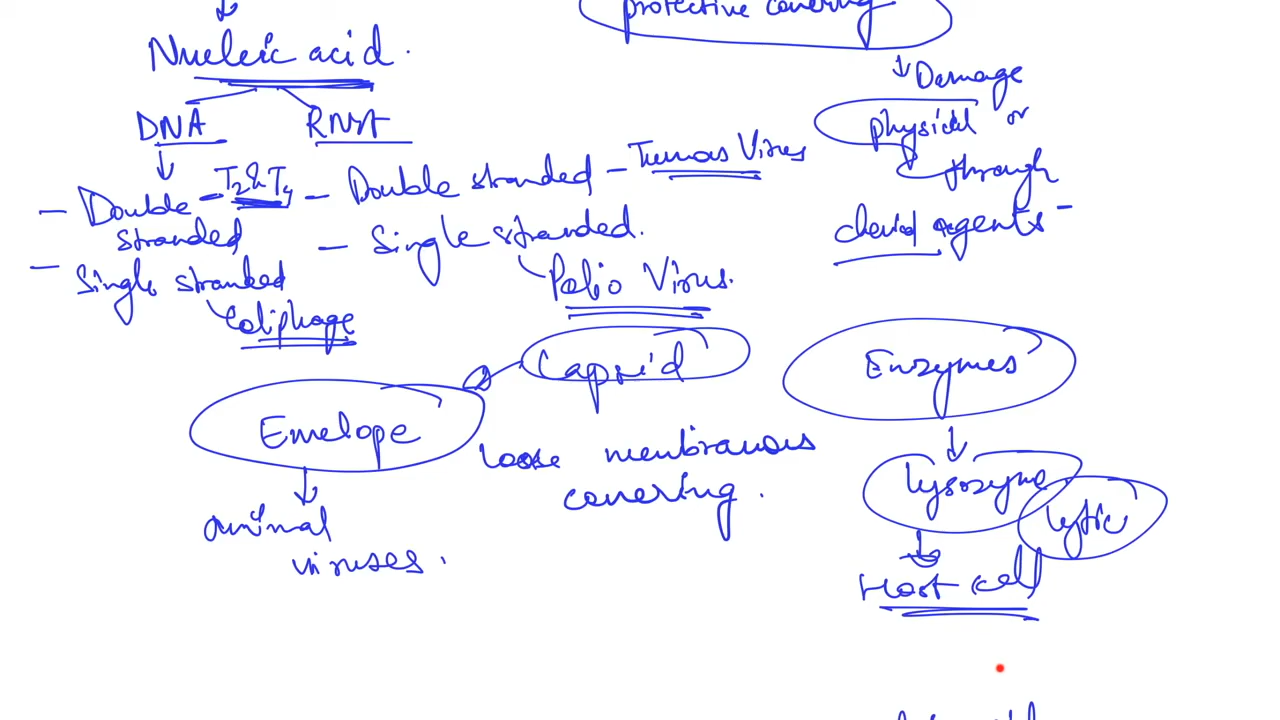 protective covering
Nucleic acid.
↓ Damage
physical or
through
chemical agents
DNA RNA
- Double - T2 & T4
stranded
- Single stranded
Coliphage
- Double stranded - Tumors Virus
- Single stranded.
Polio Virus.
Capsid
Envelope
loose membranous
covering.
↓
animal
viruses.
Enzymes
↓
lysozyme
lytic
↓
Host cell